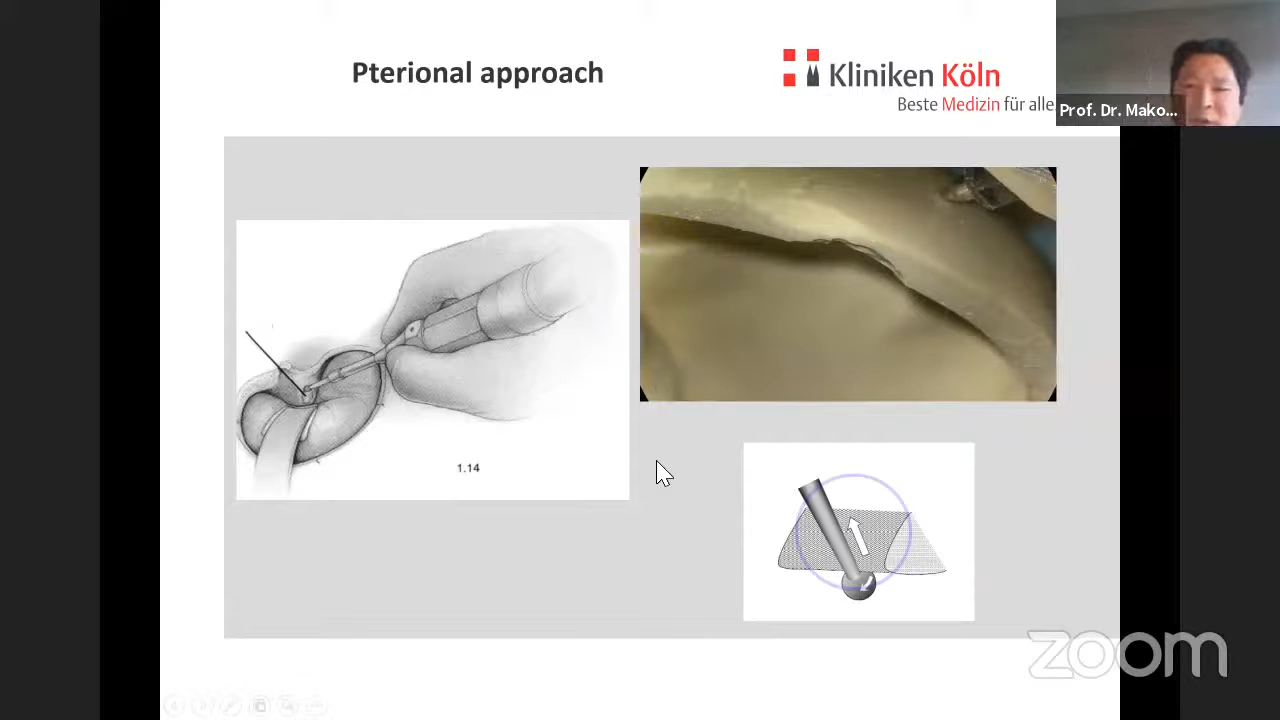 Pterional approach
Kliniken Köln
Beste Medizin für alle
Prof. Dr. Mako...
1.14
zoom